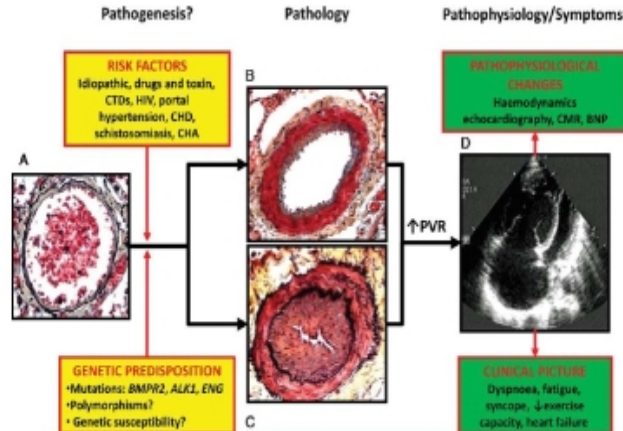 Pathogenesis?
Pathology
Pathophysiology/Symptoms
RISK FACTORS
Idiopathic, drugs and toxin,
CTDs, HIV, portal
hypertension, CHD,
schistosomiasis, CHA
A
B
PATHOPHYSIOLOGICAL
CHANGES
Haemodynamics
echocardiography, CMR, BNP
D
↑PVR
GENETIC PREDISPOSITION
•Mutations: BMPR2, ALK1, ENG
•Polymorphisms?
• Genetic susceptibility?
C
CLINICAL PICTURE
Dyspnoea, fatigue,
syncope, ↓exercise
capacity, heart failure